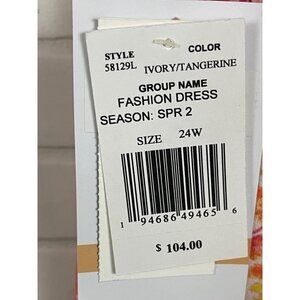 STYLE COLOR
58129L IVORY/TANGERINE
GROUP NAME
FASHION DRESS
SEASON: SPR 2
SIZE 24W
1 94686 49465 6
$ 104.00